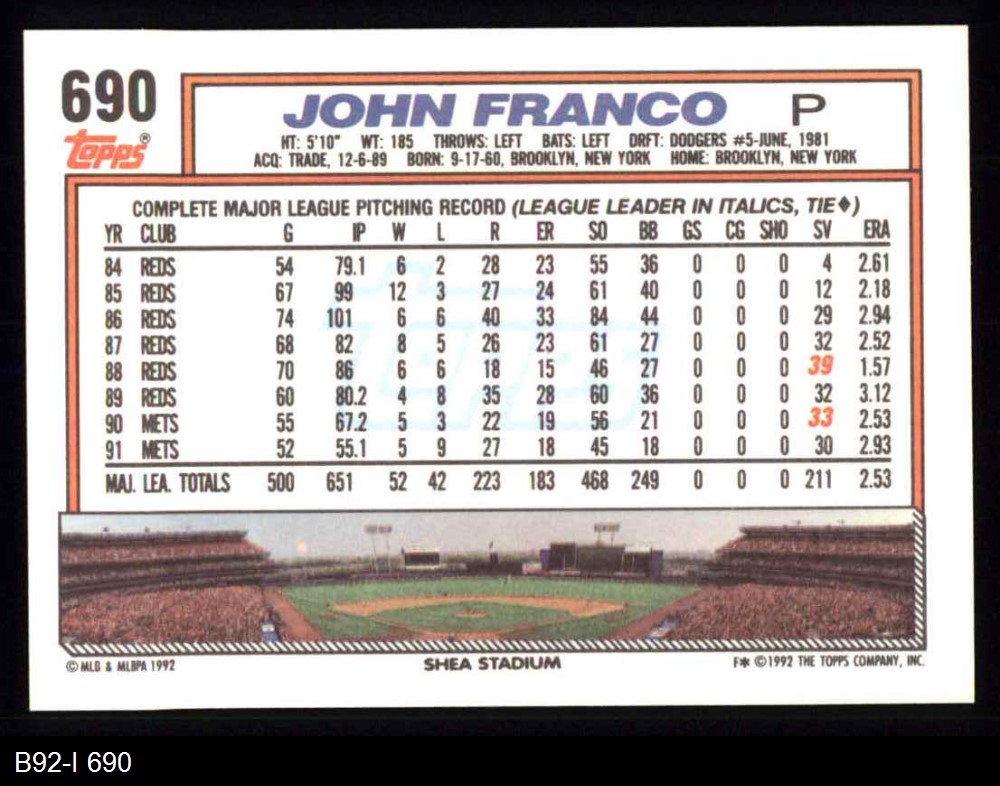 690
Topps®
JOHN FRANCO P
HT: 5'10" WT: 185 THROWS: LEFT BATS: LEFT DRFT: DODGERS #5-JUNE, 1981
ACQ: TRADE, 12-6-89 BORN: 9-17-60, BROOKLYN, NEW YORK HOME: BROOKLYN, NEW YORK
COMPLETE MAJOR LEAGUE PITCHING RECORD (LEAGUE LEADER IN ITALICS, TIE♦)
YR CLUB G IP W L R ER SO BB GS CG SHO SV ERA
84 REDS 54 79.1 6 2 28 23 55 36 0 0 0 4 2.61
85 REDS 67 99 12 3 27 24 61 40 0 0 0 12 2.18
86 REDS 74 101 6 6 40 33 84 44 0 0 0 29 2.94
87 REDS 68 82 8 5 26 23 61 27 0 0 0 32 2.52
88 REDS 70 86 6 6 18 15 46 27 0 0 0 39 1.57
89 REDS 60 80.2 4 8 35 28 60 36 0 0 0 32 3.12
90 METS 55 67.2 5 3 22 19 56 21 0 0 0 33 2.53
91 METS 52 55.1 5 9 27 18 45 18 0 0 0 30 2.93
MAJ. LEA. TOTALS 500 651 52 42 223 183 468 249 0 0 0 211 2.53
Topps
© MLB & MLBPA 1992 SHEA STADIUM F* © 1992 THE TOPPS COMPANY, INC.
B92-I 690